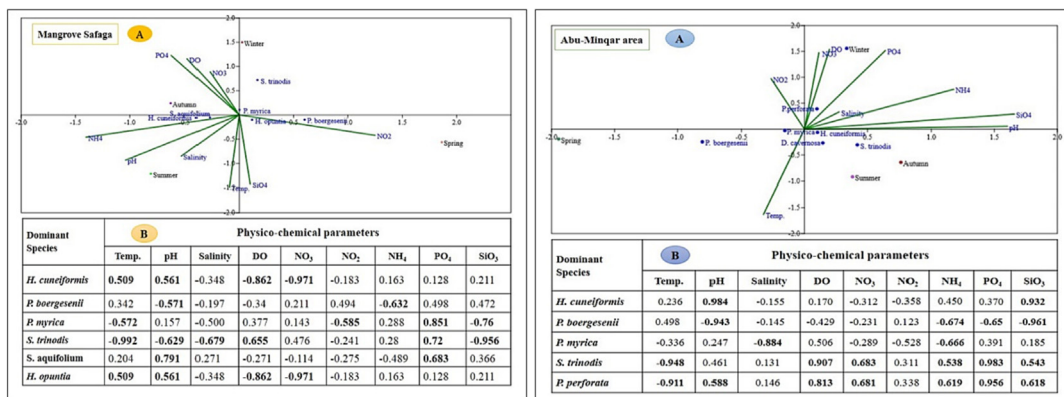 Mangrove Safaga
A
2.0
Winter
1.5
PO4
DO
1.0
NO3
S. trinodis
0.5
Autumn
S. aquifolium
P. myrica
H. cuneiformis
H. opuntia
P. boergesenii
-2.0 -1.5 -1.0 -0.5 0.5 1.0 1.5 2.0
NH4
NO2
-0.5
Spring
Salinity
pH
-1.0
Summer
Temp.
SiO4
-1.5
-2.0
B
Dominant Species Physico-chemical parameters
Temp. pH Salinity DO NO3 NO2 NH4 PO4 SiO3
H. cuneiformis 0.509 0.561 -0.348 -0.862 -0.971 -0.183 0.163 0.128 0.211
P. boergesenii 0.342 -0.571 -0.197 -0.34 0.211 0.494 -0.632 0.498 0.472
P. myrica -0.572 0.157 -0.500 0.377 0.143 -0.585 0.288 0.851 -0.76
S. trinodis -0.992 -0.629 -0.679 0.655 0.476 -0.241 0.28 0.72 -0.956
S. aquifolium 0.204 0.791 0.271 -0.271 -0.114 -0.275 -0.489 0.683 0.366
H. opuntia 0.509 0.561 -0.348 -0.862 -0.971 -0.183 0.163 0.128 0.211
Abu-Minqar area
A
2.0
DO
Winter
NO3
1.5
PO4
NO2
1.0
NH4
0.5
P.perforata
Salinity
SiO4
pH
P. myrica
H. cuneiformis
Spring
-1.5 -1.0 -0.5 0.5 1.0 1.5
P. boergesenii
D. cavernosa
S. trinodis
-0.5
Autumn
Summer
-1.0
-1.5
Temp.
-2.0
B
Dominant Species Physico-chemical parameters
Temp. pH Salinity DO NO3 NO2 NH4 PO4 SiO3
H. cuneiformis 0.236 0.984 -0.155 0.170 -0.312 -0.358 0.450 0.370 0.932
P. boergesenii 0.498 -0.943 -0.145 -0.429 -0.231 0.123 -0.674 -0.65 -0.961
P. myrica -0.336 0.247 -0.884 0.506 -0.289 -0.528 -0.666 0.391 0.185
S. trinodis -0.948 0.461 0.131 0.907 0.683 0.311 0.538 0.983 0.543
P. perforata -0.911 0.588 0.146 0.813 0.681 0.338 0.619 0.956 0.618